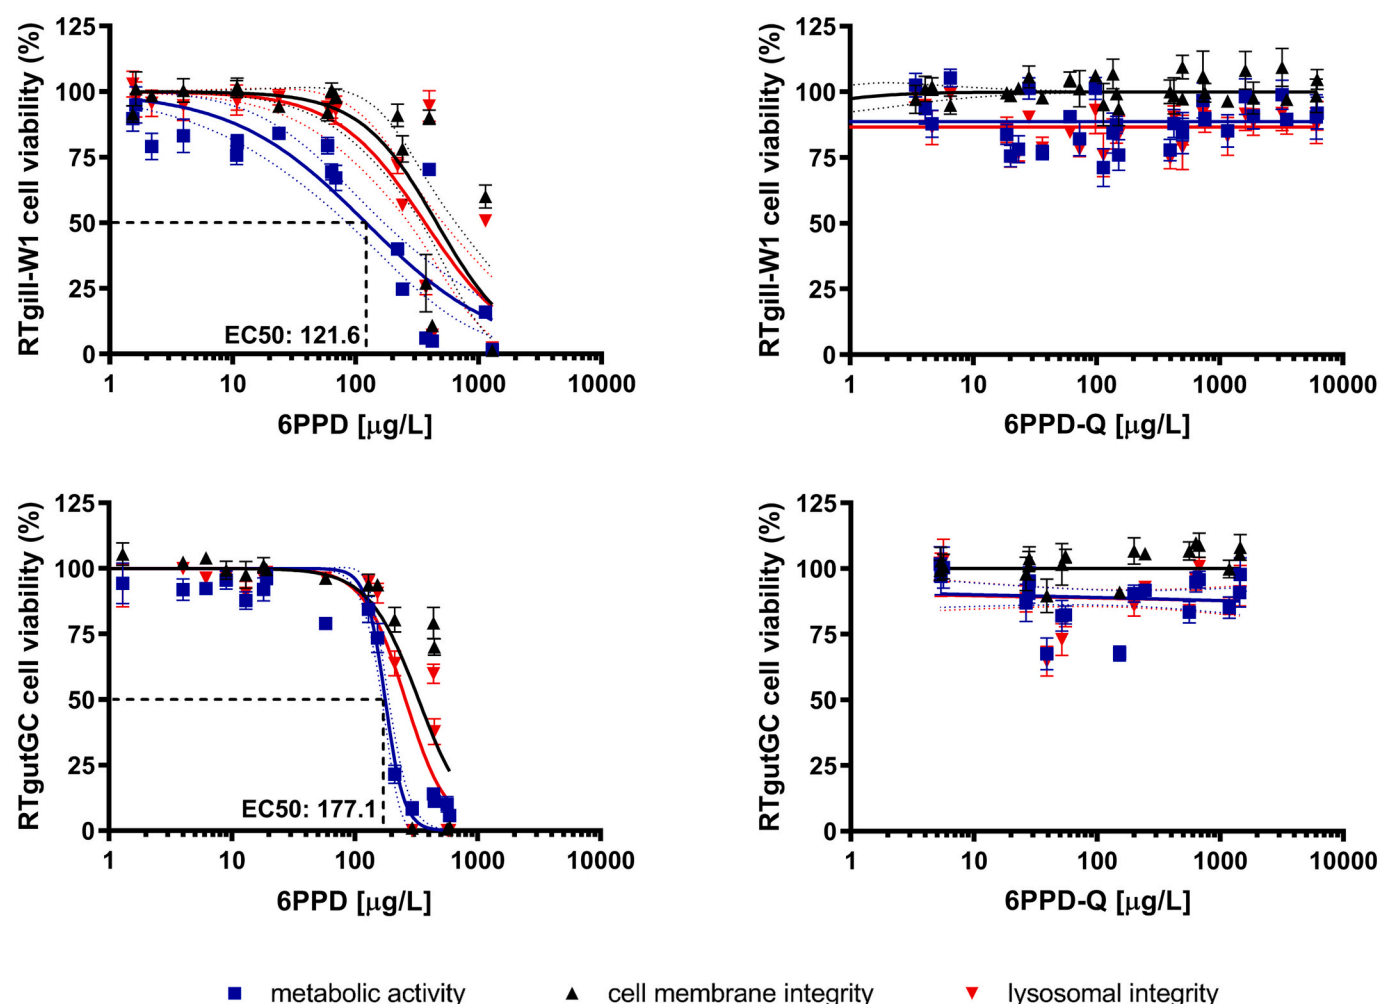 RTgill-W1 cell viability (%)
125
100
75
50
25
0
EC50: 121.6
1 10 100 1000 10000
6PPD [µg/L]
RTgill-W1 cell viability (%)
125
100
75
50
25
0
1 10 100 1000 10000
6PPD-Q [µg/L]
RTgutGC cell viability (%)
125
100
75
50
25
0
EC50: 177.1
1 10 100 1000 10000
6PPD [µg/L]
RTgutGC cell viability (%)
125
100
75
50
25
0
1 10 100 1000 10000
6PPD-Q [µg/L]
metabolic activity cell membrane integrity lysosomal integrity